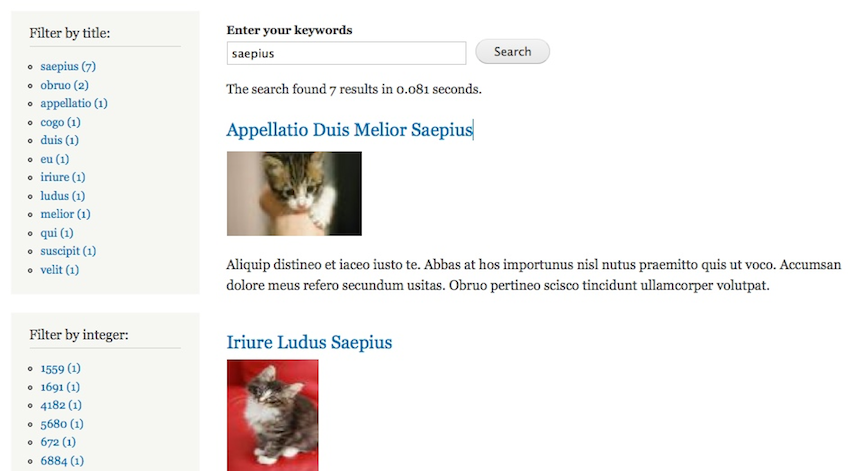 Filter by title:
saepius (7)
obruo (2)
appellatio (1)
cogo (1)
duis (1)
eu (1)
iriure (1)
ludus (1)
melior (1)
qui (1)
suscipit (1)
velit (1)
Filter by integer:
1559 (1)
1691 (1)
4182 (1)
5680 (1)
672 (1)
6884 (1)
Enter your keywords
saepius
Search
The search found 7 results in 0.081 seconds.
Appellatio Duis Melior Saepius
Aliquip distineo et iaceo iusto te. Abbas at hos importunus nisl nutus praemitto quis ut voco. Accumsan
dolore meus refero secundum usitas. Obruo pertineo scisco tincidunt ullamcorper volutpat.
Iriure Ludus Saepius